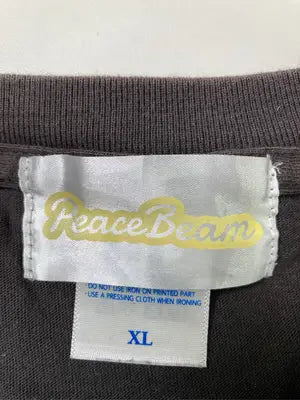 PeaceBeam
·DO NOT USE IRON ON PRINTED PART
·USE A PRESSING CLOTH WHEN IRONING
XL